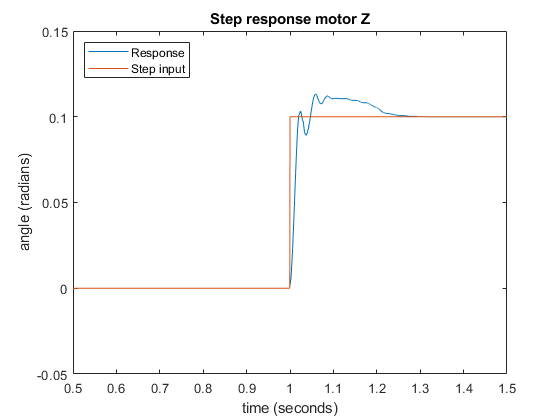 Step response motor Z
0.15
Response
Step input
0.1
0.05
0
-0.05
angle (radians)
0.5 0.6 0.7 0.8 0.9 1 1.1 1.2 1.3 1.4 1.5
time (seconds)